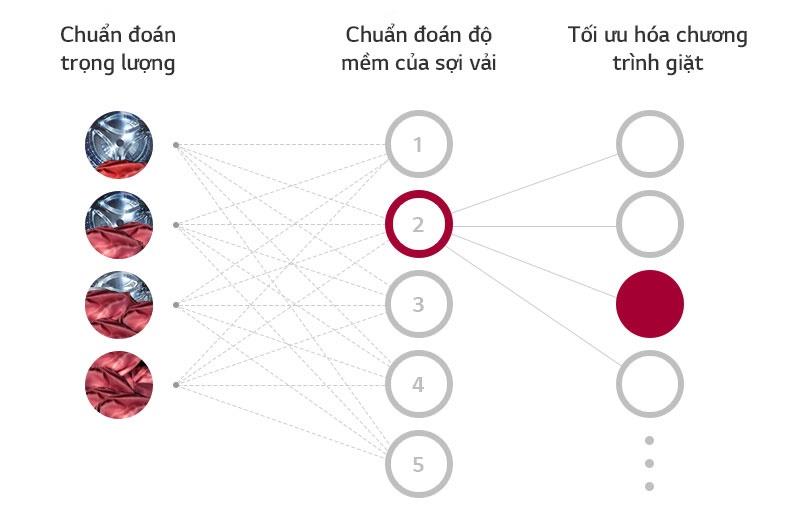 Chuẩn đoán
trọng lượng
Chuẩn đoán độ
mềm của sợi vải
Tối ưu hóa chương
trình giặt
1
2
3
4
5